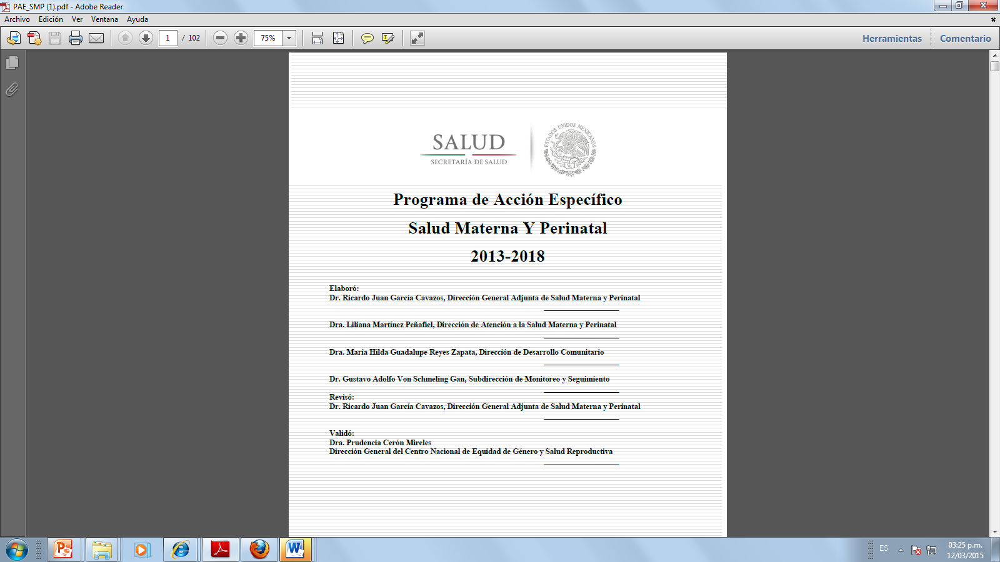 PAE_SMP (1).pdf - Adobe Reader
Archivo Edición Ver Ventana Ayuda
1 / 102 75% Herramientas Comentario
SALUD
SECRETARÍA DE SALUD
ESTADOS UNIDOS MEXICANOS
Programa de Acción Específico
Salud Materna Y Perinatal
2013-2018
Elaboró:
Dr. Ricardo Juan García Cavazos, Dirección General Adjunta de Salud Materna y Perinatal
Dra. Liliana Martínez Peñafiel, Dirección de Atención a la Salud Materna y Perinatal
Dra. María Hilda Guadalupe Reyes Zapata, Dirección de Desarrollo Comunitario
Dr. Gustavo Adolfo Von Schmeling Gan, Subdirección de Monitoreo y Seguimiento
Revisó:
Dr. Ricardo Juan García Cavazos, Dirección General Adjunta de Salud Materna y Perinatal
Validó:
Dra. Prudencia Cerón Mireles
Dirección General del Centro Nacional de Equidad de Género y Salud Reproductiva
ES
03:25 p.m.
12/03/2015